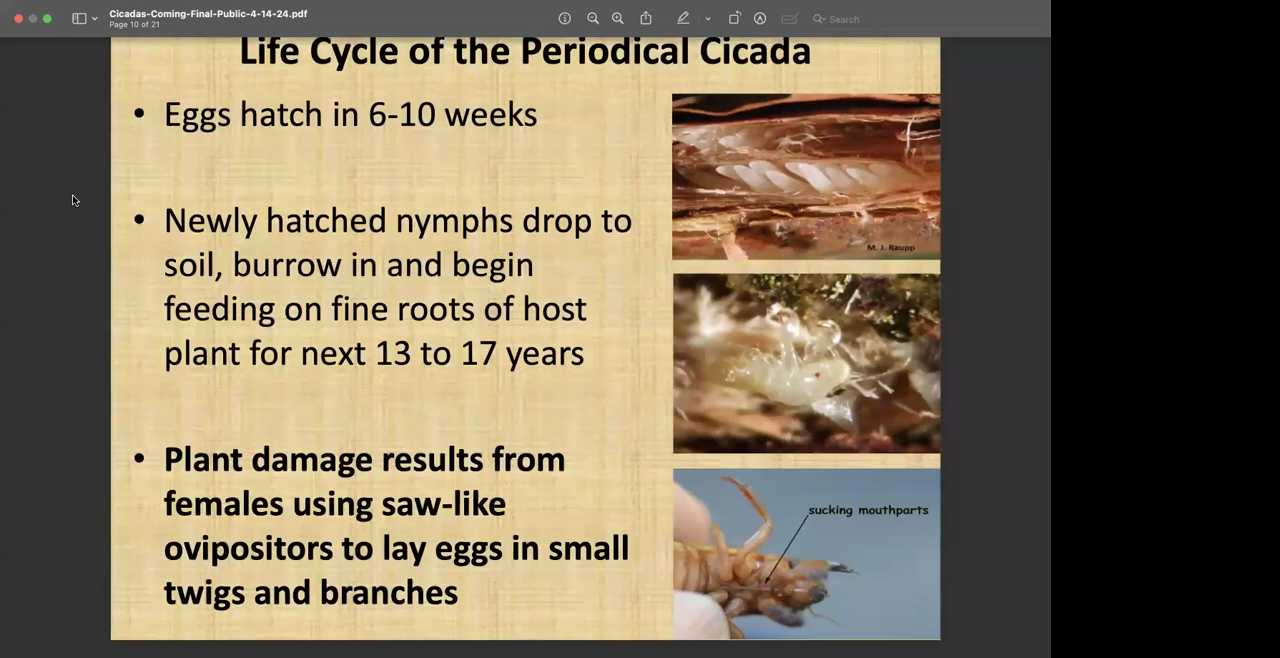 Cicadas-Coming-Final-Public-4-14-24.pdf
Page 10 of 21
Search
Life Cycle of the Periodical Cicada
• Eggs hatch in 6-10 weeks
• Newly hatched nymphs drop to
soil, burrow in and begin
feeding on fine roots of host
plant for next 13 to 17 years
• Plant damage results from
females using saw-like
ovipositors to lay eggs in small
twigs and branches
M. J. Raupp
sucking mouthparts